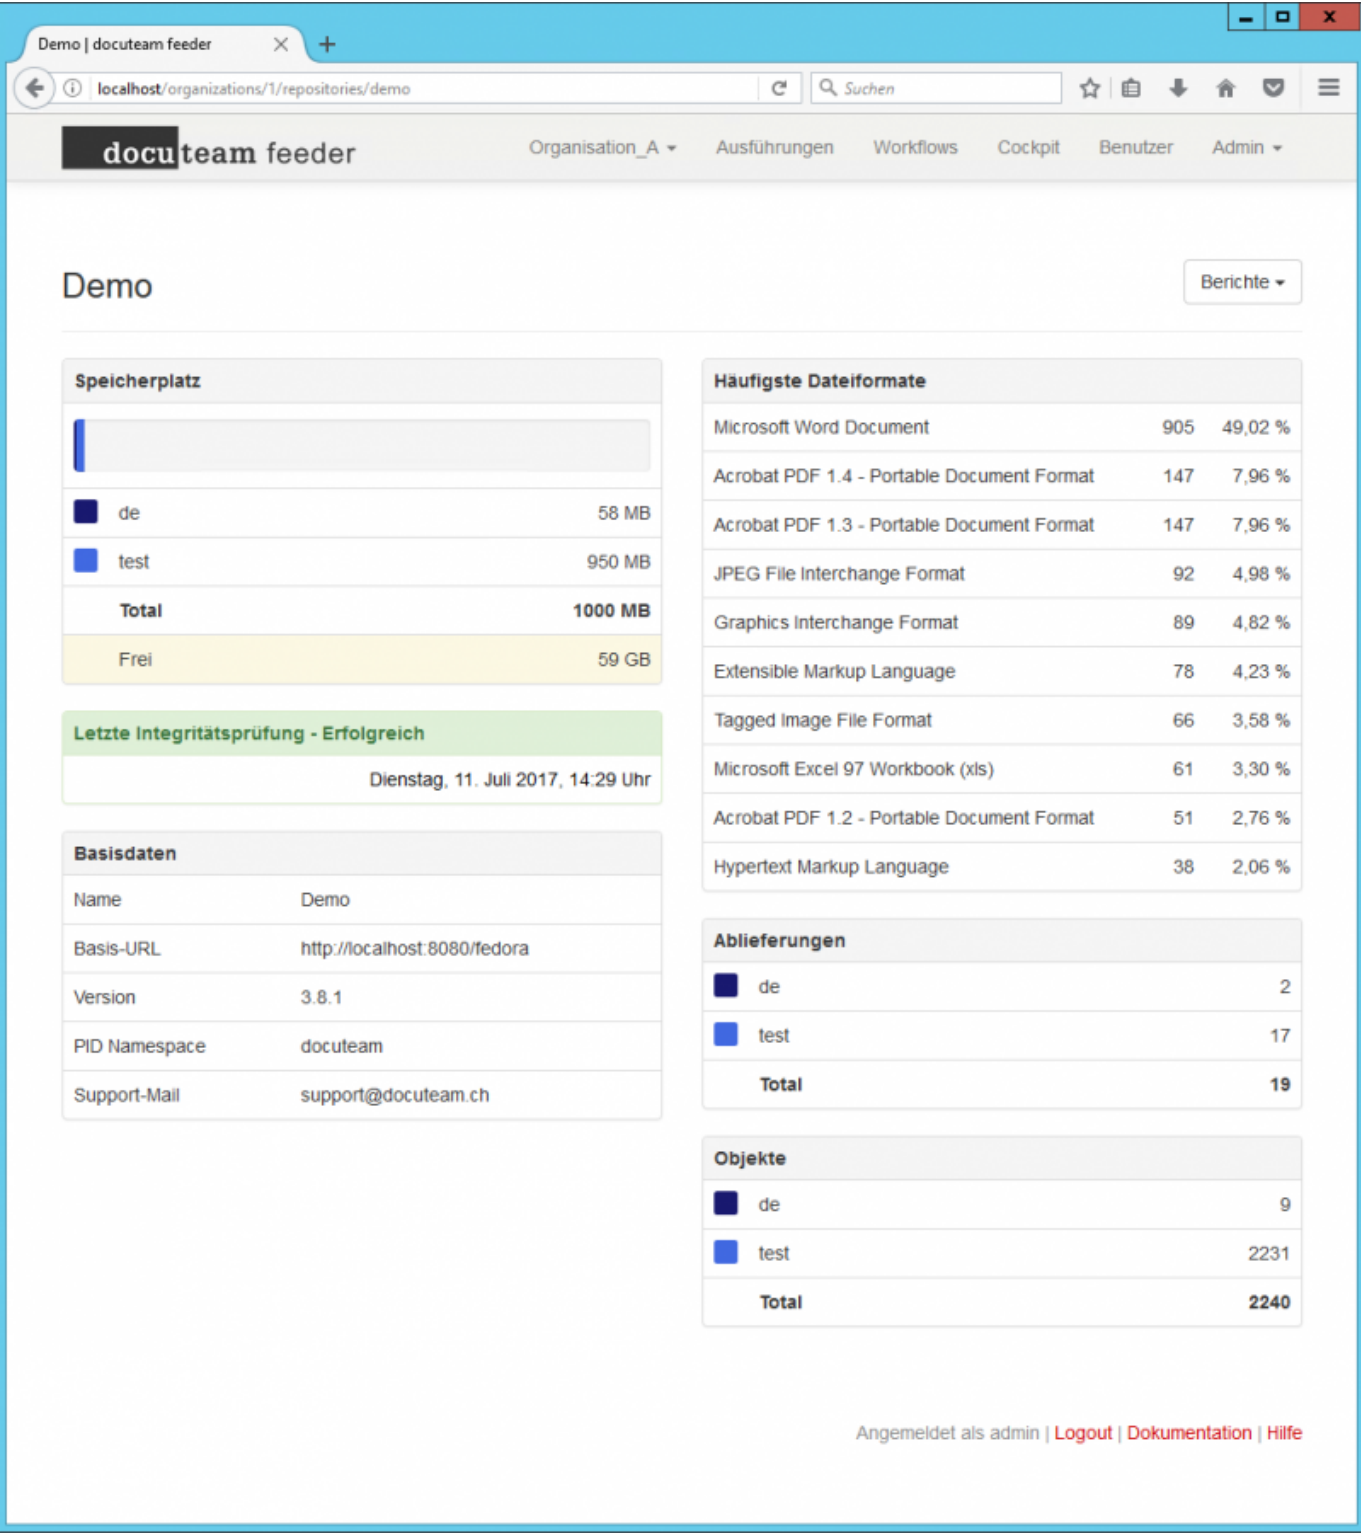 Demo | docuteam feeder
localhost/organizations/1/repositories/demo
Suchen
docuteam feeder
Organisation_A
Ausführungen
Workflows
Cockpit
Benutzer
Admin
Demo
Berichte
Speicherplatz
de 58 MB
test 950 MB
Total 1000 MB
Frei 59 GB
Letzte Integritätsprüfung - Erfolgreich
Dienstag, 11. Juli 2017, 14:29 Uhr
Basisdaten
Name Demo
Basis-URL http://localhost:8080/fedora
Version 3.8.1
PID Namespace docuteam
Support-Mail support@docuteam.ch
Häufigste Dateiformate
Microsoft Word Document 905 49,02 %
Acrobat PDF 1.4 - Portable Document Format 147 7,96 %
Acrobat PDF 1.3 - Portable Document Format 147 7,96 %
JPEG File Interchange Format 92 4,98 %
Graphics Interchange Format 89 4,82 %
Extensible Markup Language 78 4,23 %
Tagged Image File Format 66 3,58 %
Microsoft Excel 97 Workbook (xls) 61 3,30 %
Acrobat PDF 1.2 - Portable Document Format 51 2,76 %
Hypertext Markup Language 38 2,06 %
Ablieferungen
de 2
test 17
Total 19
Objekte
de 9
test 2231
Total 2240
Angemeldet als admin | Logout | Dokumentation | Hilfe